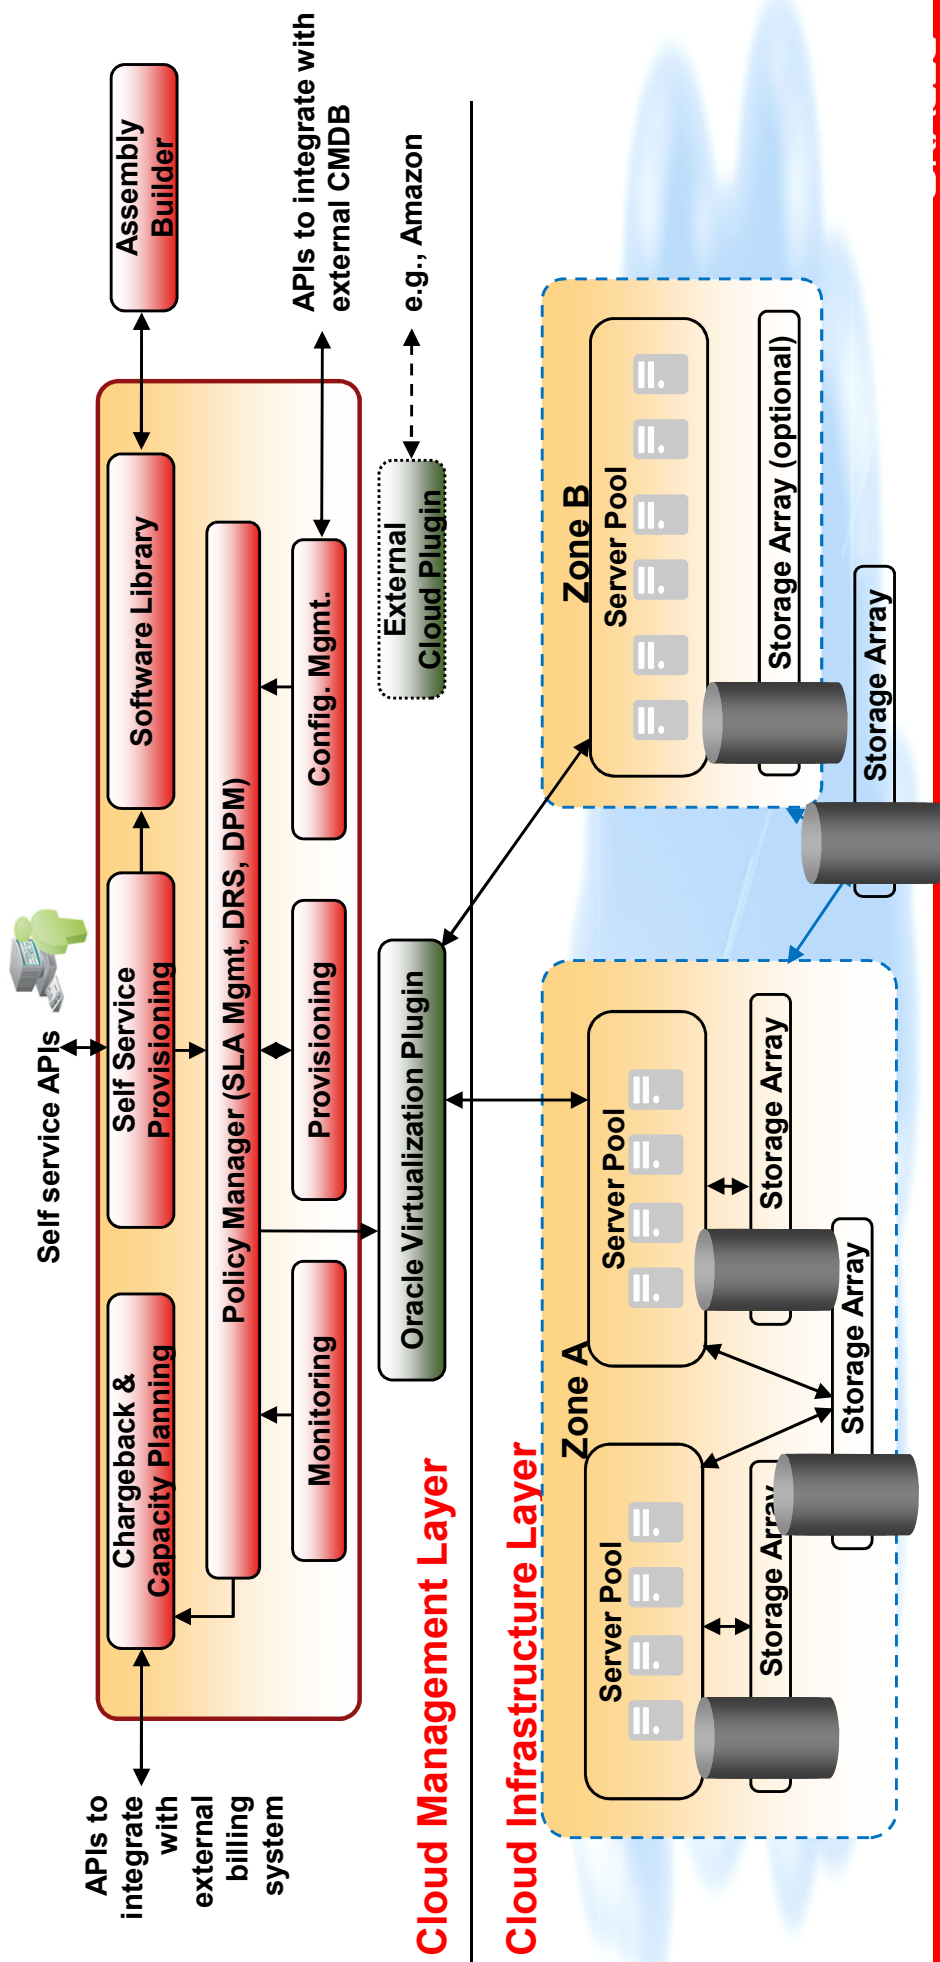 Self service APIs
APIs to
integrate
with
external
billing
system
Chargeback &
Capacity Planning
Self Service
Provisioning
Software Library
Assembly
Builder
Policy Manager (SLA Mgmt, DRS, DPM)
Monitoring
Provisioning
Config. Mgmt.
APIs to integrate with
external CMDB
Oracle Virtualization Plugin
External
Cloud Plugin
e.g., Amazon
Cloud Management Layer
Cloud Infrastructure Layer
Zone A
Zone B
Server Pool
Server Pool
Server Pool
Storage Array
Storage Array
Storage Array (optional)
Storage Array
Storage Array